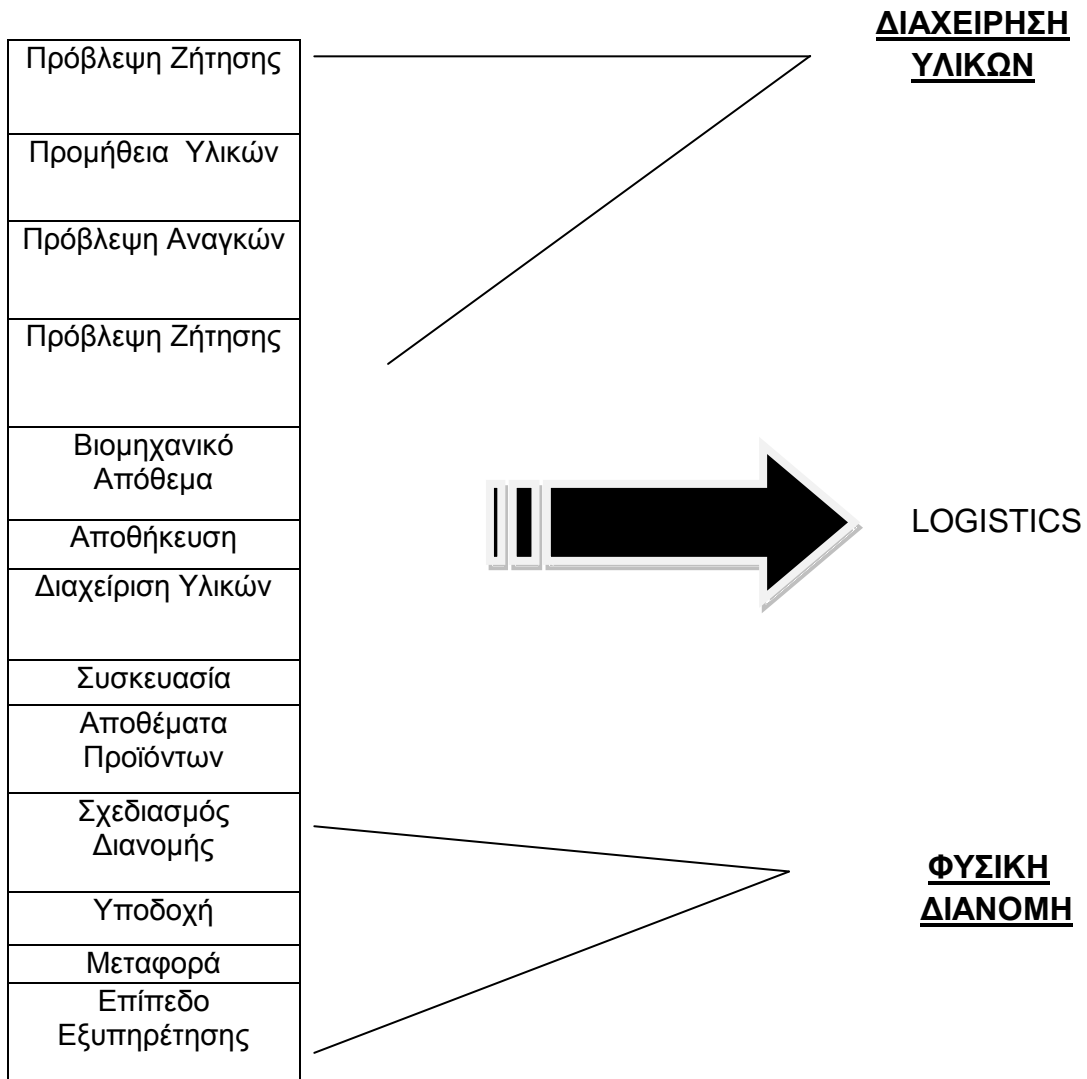 ΔΙΑΧΕΙΡΗΣΗ
ΥΛΙΚΩΝ
Πρόβλεψη Ζήτησης
Προμήθεια Υλικών
Πρόβλεψη Αναγκών
Πρόβλεψη Ζήτησης
Βιομηχανικό
Απόθεμα
Αποθήκευση
Διαχείριση Υλικών
Συσκευασία
Αποθέματα
Προϊόντων
Σχεδιασμός
Διανομής
Υποδοχή
Μεταφορά
Επίπεδο
Εξυπηρέτησης
LOGISTICS
ΦΥΣΙΚΗ
ΔΙΑΝΟΜΗ